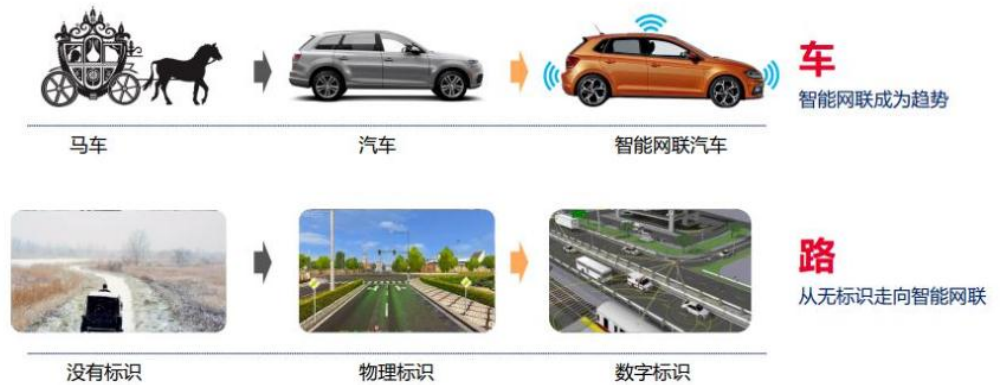 车
智能网联成为趋势
马车
汽车
智能网联汽车
路
从无标识走向智能网联
没有标识
物理标识
数字标识